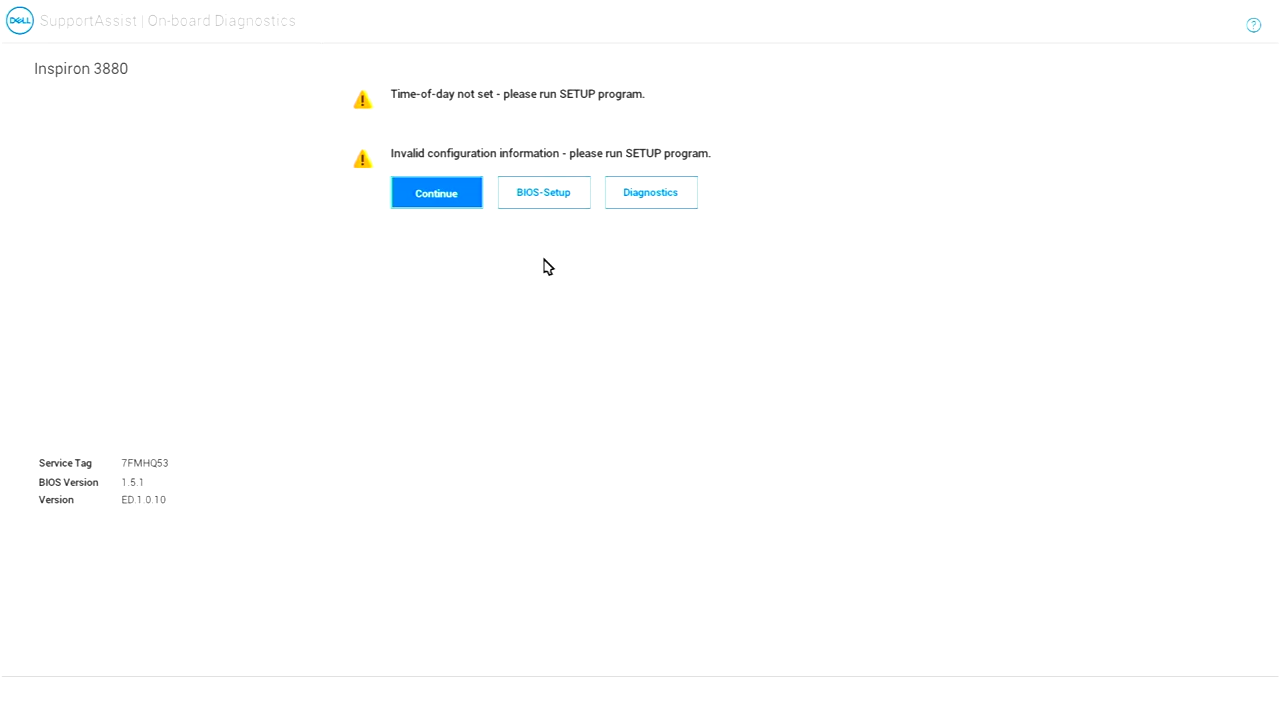 DELL SupportAssist | On-board Diagnostics
?
Inspiron 3880
Time-of-day not set - please run SETUP program.
Invalid configuration information - please run SETUP program.
Continue BIOS-Setup Diagnostics
Service Tag 7FMHQ53
BIOS Version 1.5.1
Version ED.1.0.10